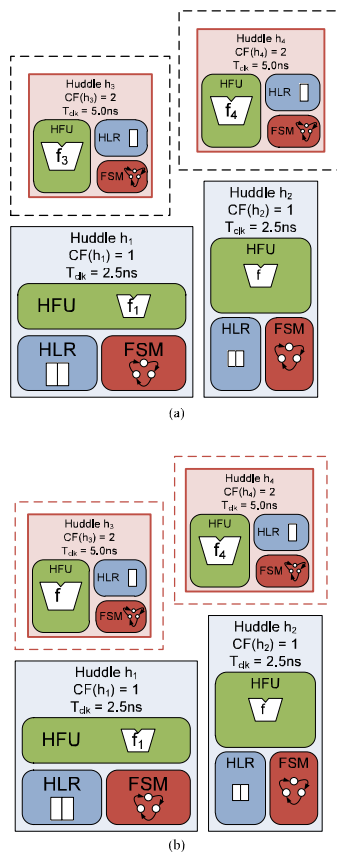 Huddle h3
CF(h3) = 2
Tclk = 5.0ns
HFU
f3
HLR
FSM
Huddle h4
CF(h4) = 2
Tclk = 5.0ns
HFU
f4
HLR
FSM
Huddle h1
CF(h1) = 1
Tclk = 2.5ns
HFU
f1
HLR
FSM
Huddle h2
CF(h2) = 1
Tclk = 2.5ns
HFU
f
HLR
FSM
(a)
Huddle h3
CF(h3) = 2
Tclk = 5.0ns
HFU
f
HLR
FSM
Huddle h4
CF(h4) = 2
Tclk = 5.0ns
HFU
f4
HLR
FSM
Huddle h1
CF(h1) = 1
Tclk = 2.5ns
HFU
f1
HLR
FSM
Huddle h2
CF(h2) = 1
Tclk = 2.5ns
HFU
f
HLR
FSM
(b)